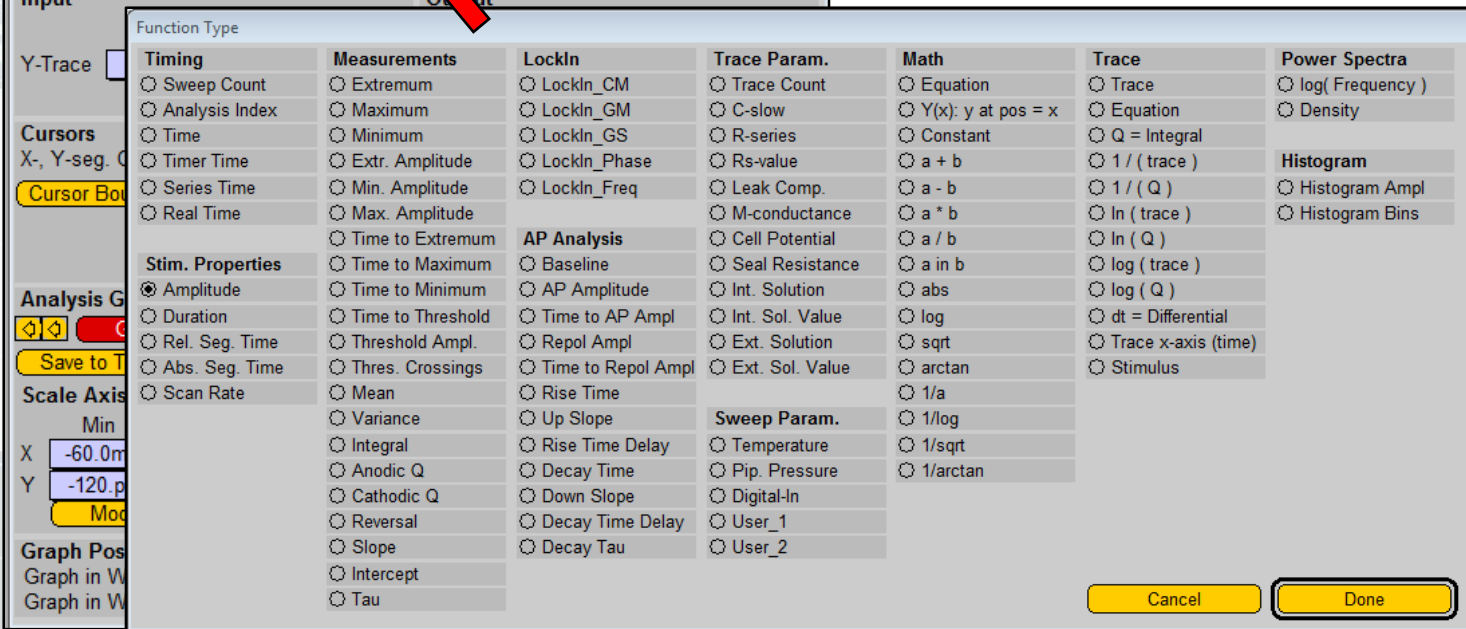 Function Type
Timing
Sweep Count
Analysis Index
Time
Timer Time
Series Time
Real Time
Stim. Properties
Amplitude
Duration
Rel. Seg. Time
Abs. Seg. Time
Scan Rate
Measurements
Extremum
Maximum
Minimum
Extr. Amplitude
Min. Amplitude
Max. Amplitude
Time to Extremum
Time to Maximum
Time to Minimum
Time to Threshold
Threshold Ampl.
Thres. Crossings
Mean
Variance
Integral
Anodic Q
Cathodic Q
Reversal
Slope
Intercept
Tau
LockIn
LockIn_CM
LockIn_GM
LockIn_GS
LockIn_Phase
LockIn_Freq
AP Analysis
Baseline
AP Amplitude
Time to AP Ampl
Repol Ampl
Time to Repol Ampl
Rise Time
Up Slope
Rise Time Delay
Decay Time
Down Slope
Decay Time Delay
Decay Tau
Trace Param.
Trace Count
C-slow
R-series
Rs-value
Leak Comp.
M-conductance
Cell Potential
Seal Resistance
Int. Solution
Int. Sol. Value
Ext. Solution
Ext. Sol. Value
Sweep Param.
Temperature
Pip. Pressure
Digital-In
User_1
User_2
Math
Equation
Y(x): y at pos = x
Constant
a + b
a - b
a * b
a / b
a in b
abs
log
sqrt
arctan
1/a
1/log
1/sqrt
1/arctan
Trace
Trace
Equation
Q = Integral
1 / ( trace )
1 / ( Q )
ln ( trace )
ln ( Q )
log ( trace )
log ( Q )
dt = Differential
Trace x-axis (time)
Stimulus
Power Spectra
log( Frequency )
Density
Histogram
Histogram Ampl
Histogram Bins
Cancel
Done
Y-Trace
Cursors
X-, Y-seg.
Cursor
Analysis
Save to
Scale Axis
Min
X -60.0m
Y -120.p
Graph
Graph in
Graph in